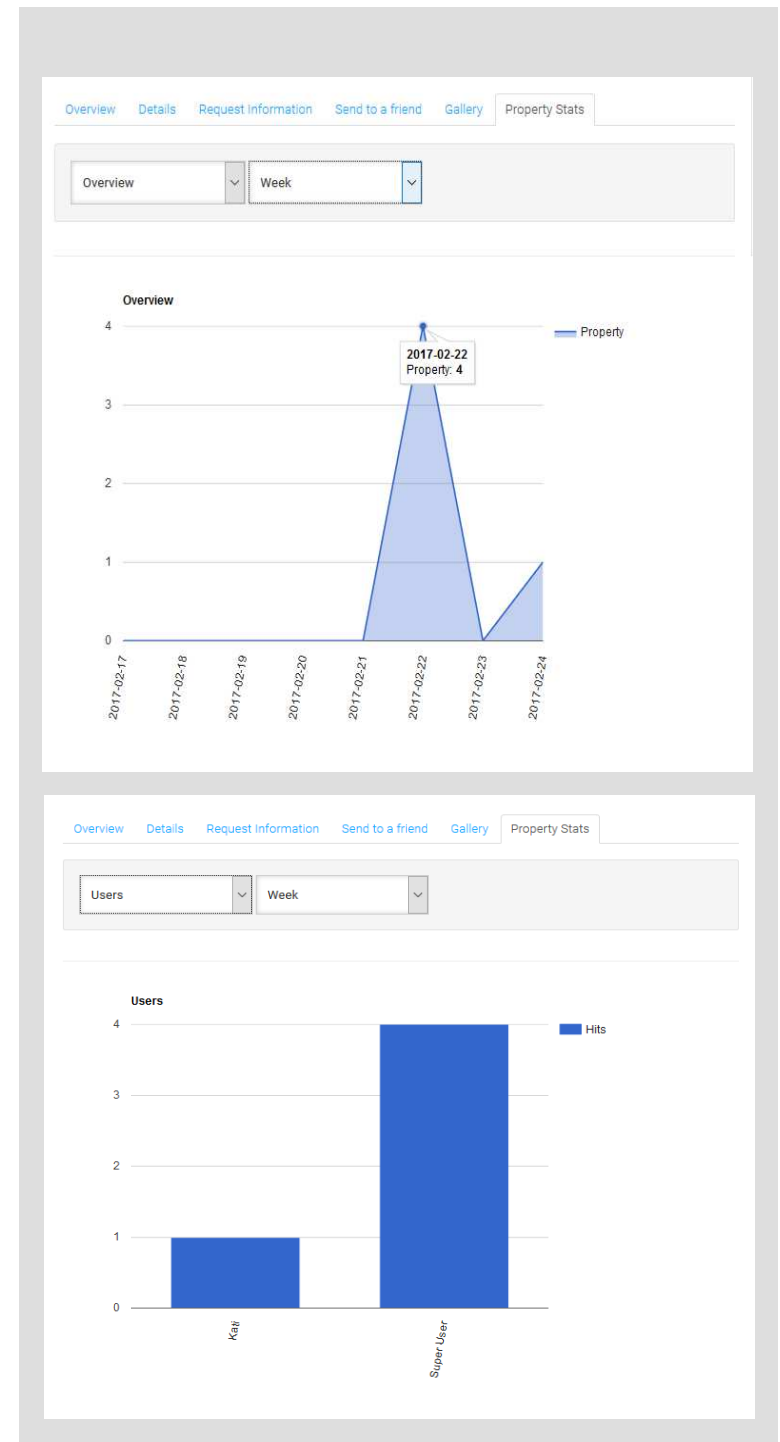 Overview Details Request Information Send to a friend Gallery Property Stats
Overview Week
Overview
4
Property
2017-02-22
Property: 4
3
2
1
0
2017-02-17 2017-02-18 2017-02-19 2017-02-20 2017-02-21 2017-02-22 2017-02-23 2017-02-24
Overview Details Request Information Send to a friend Gallery Property Stats
Users Week
Users
4
Hits
3
2
1
0
Kati Super User